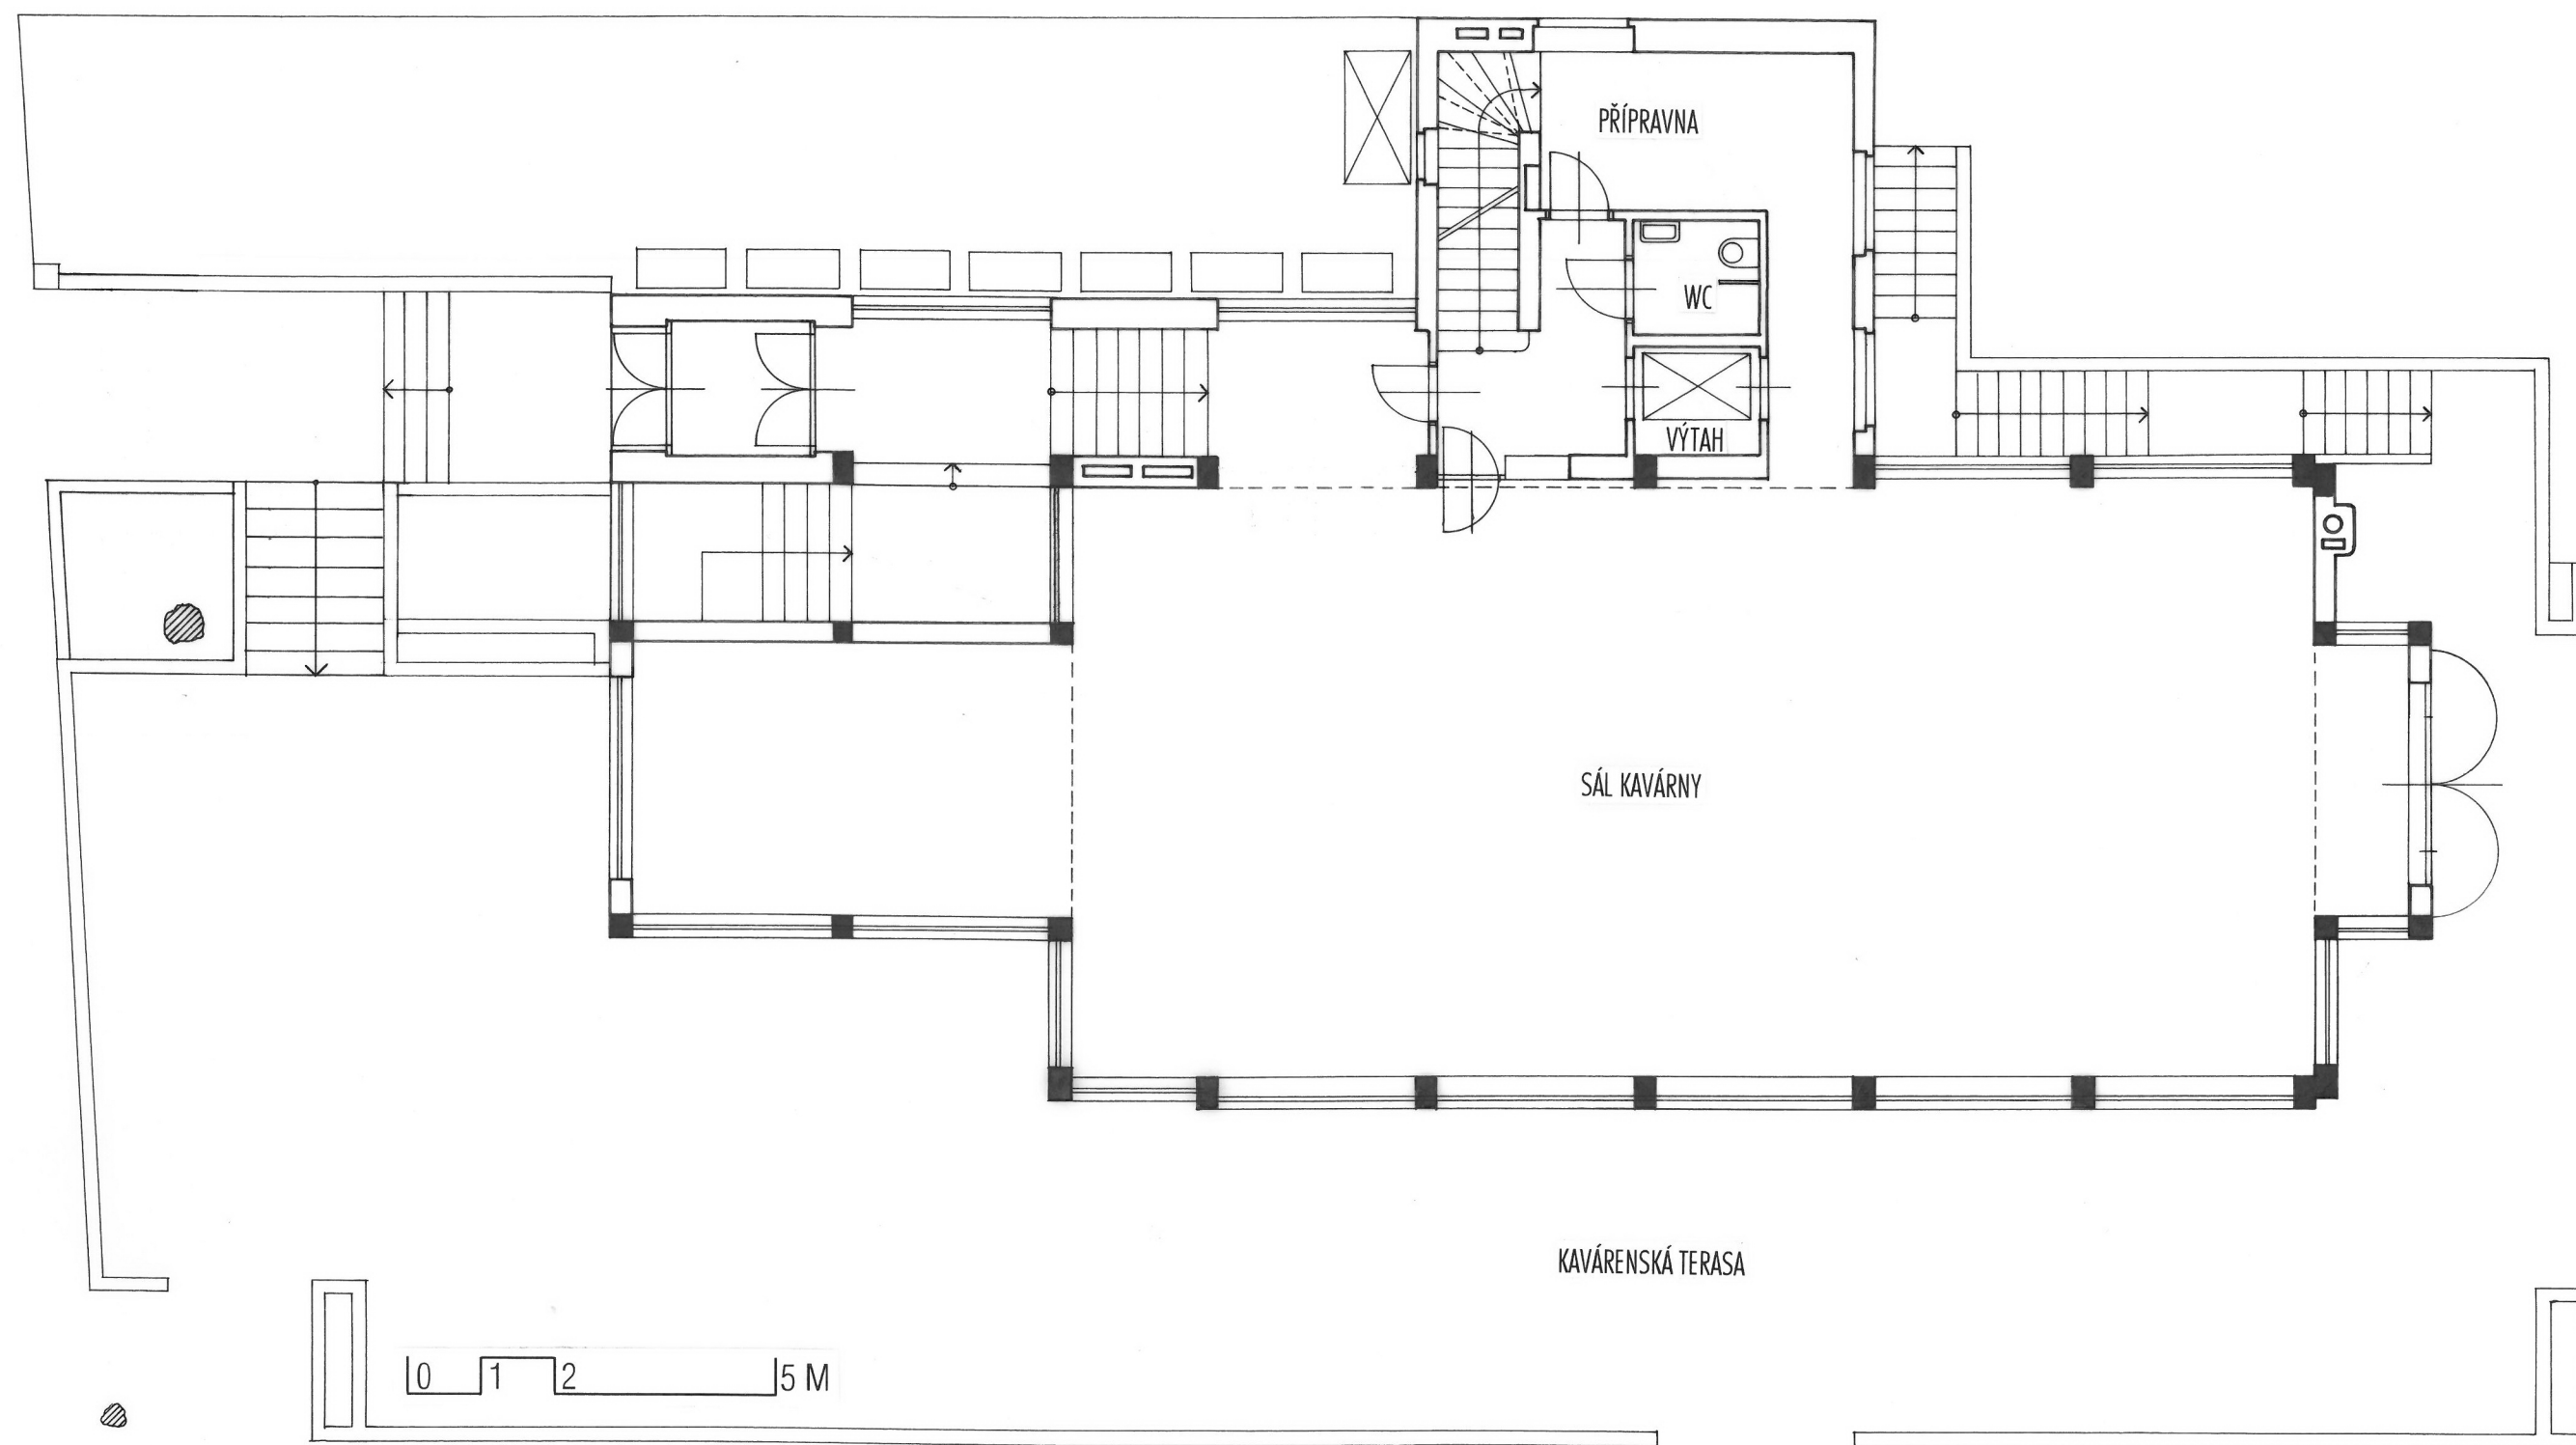 PŘÍPRAVNA
WC
VÝTAH
SÁL KAVÁRNY
KAVÁRENSKÁ TERASA
0 1 2 5 M